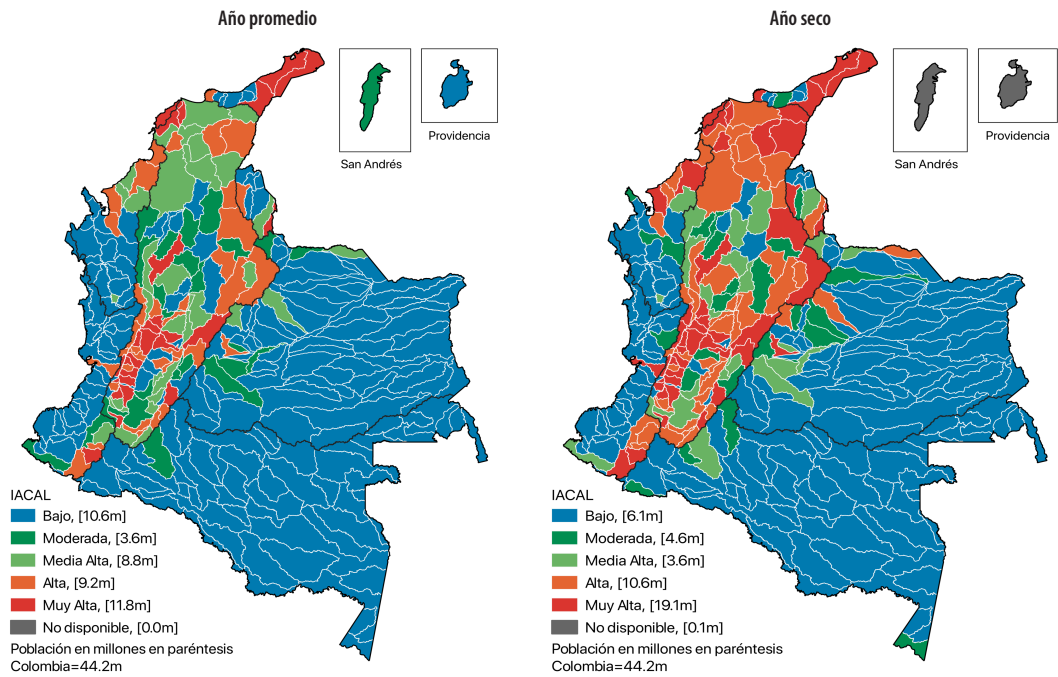 Año promedio
San Andrés
Providencia
IACAL
Bajo, [10.6m]
Moderada, [3.6m]
Media Alta, [8.8m]
Alta, [9.2m]
Muy Alta, [11.8m]
No disponible, [0.0m]
Población en millones en paréntesis
Colombia=44.2m
Año seco
San Andrés
Providencia
IACAL
Bajo, [6.1m]
Moderada, [4.6m]
Media Alta, [3.6m]
Alta, [10.6m]
Muy Alta, [19.1m]
No disponible, [0.1m]
Población en millones en paréntesis
Colombia=44.2m